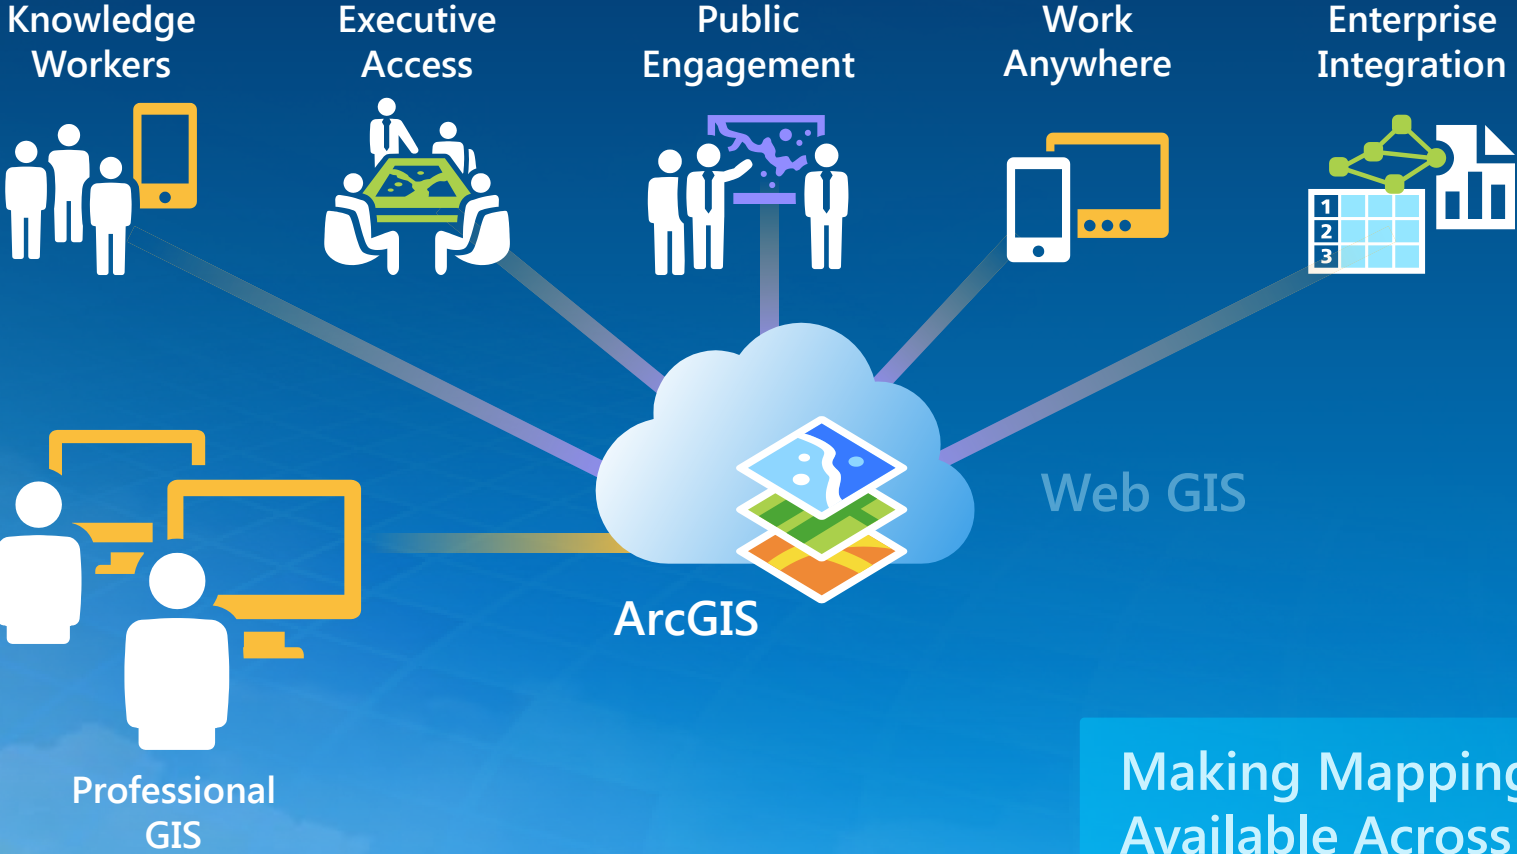 Knowledge
Workers
Executive
Access
Public
Engagement
Work
Anywhere
Enterprise
Integration
1
2
3
Web GIS
ArcGIS
Professional
GIS
Making Mapping
Available Across